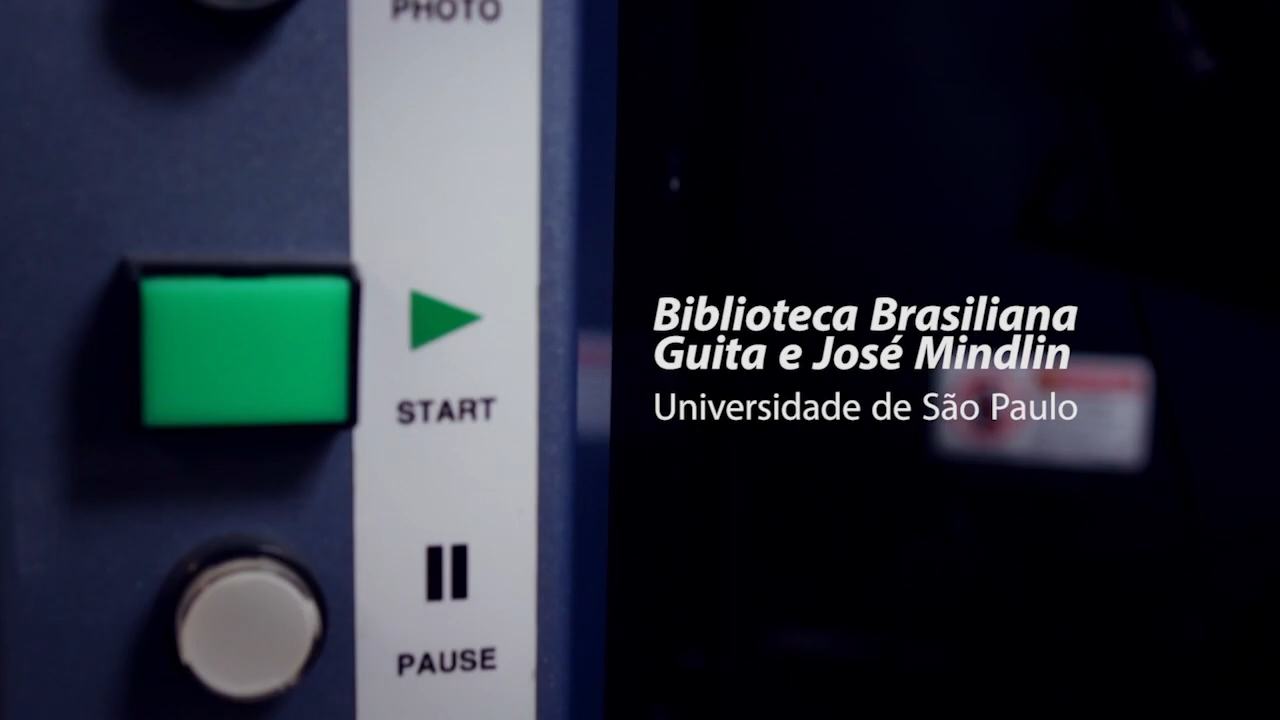 PHOTO
START
PAUSE
Biblioteca Brasiliana
Guita e José Mindlin
Universidade de São Paulo